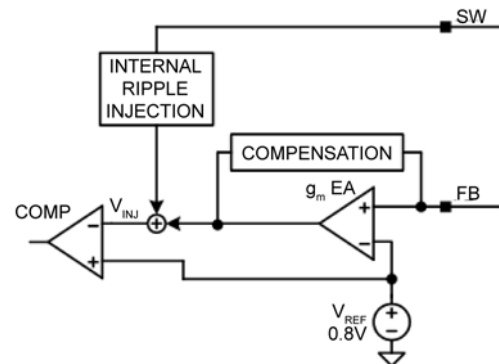 SW
INTERNAL
RIPPLE
INJECTION
COMPENSATION
gm EA
FB
COMP
VINJ
+
+
−
−
+
+
−
VREF
0.8V